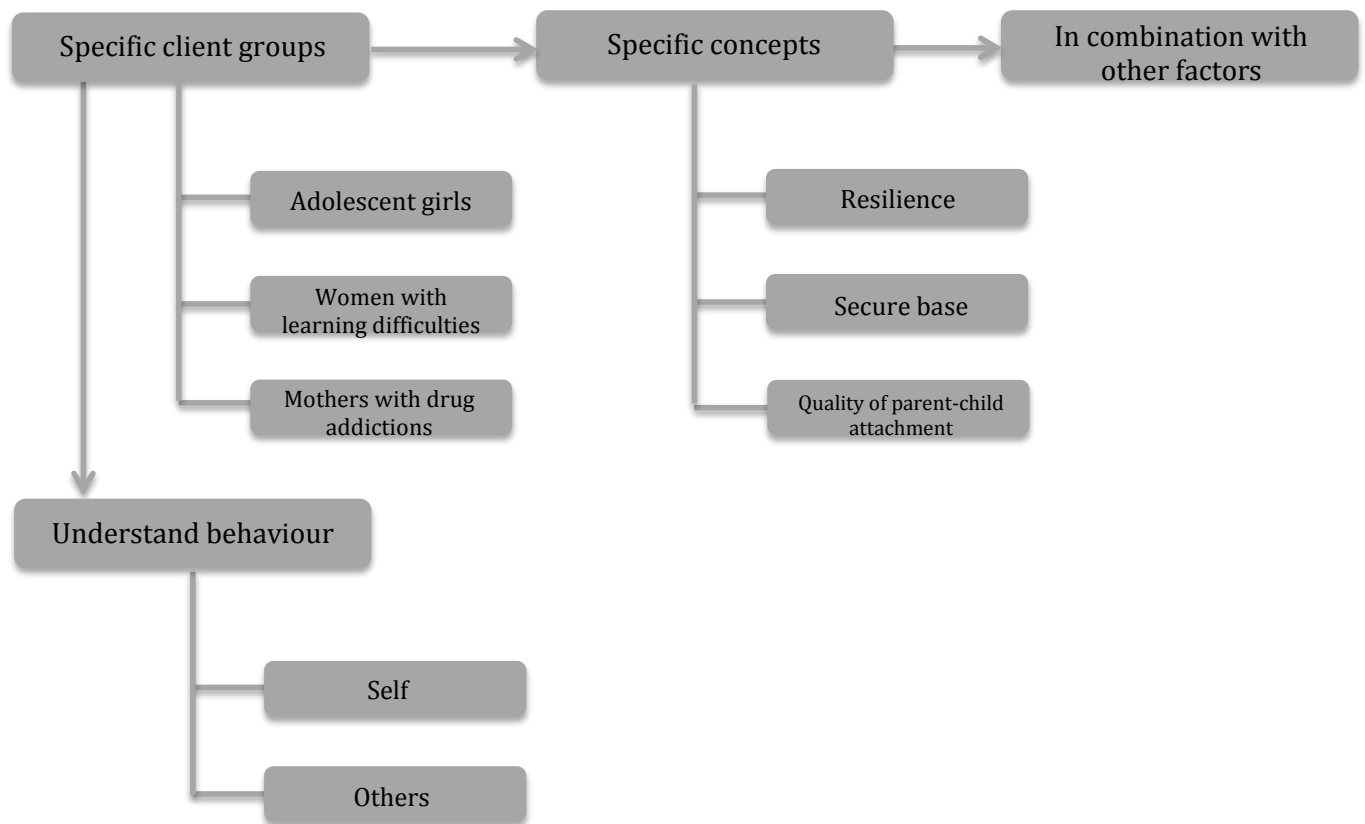 Specific client groups
Specific concepts
In combination with
other factors
Adolescent girls
Women with
learning difficulties
Mothers with drug
addictions
Resilience
Secure base
Quality of parent-child
attachment
Understand behaviour
Self
Others